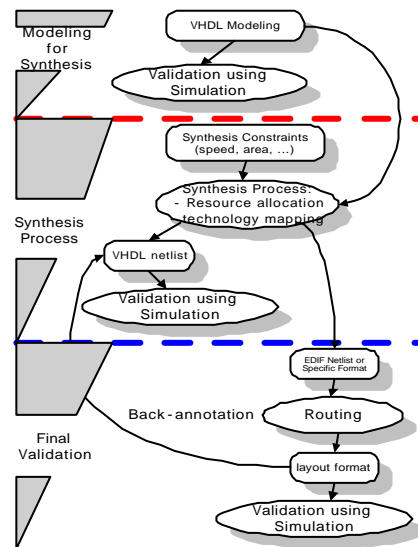 Modeling
for
Synthesis
VHDL Modeling
Validation using
Simulation
Synthesis Constraints
(speed, area, ...)
Synthesis Process:
- Resource allocation
technology mapping
Synthesis
Process
VHDL netlist
Validation using
Simulation
EDIF Netlist or
Specific Format
Back-annotation
Routing
Final
Validation
layout format
Validation using
Simulation